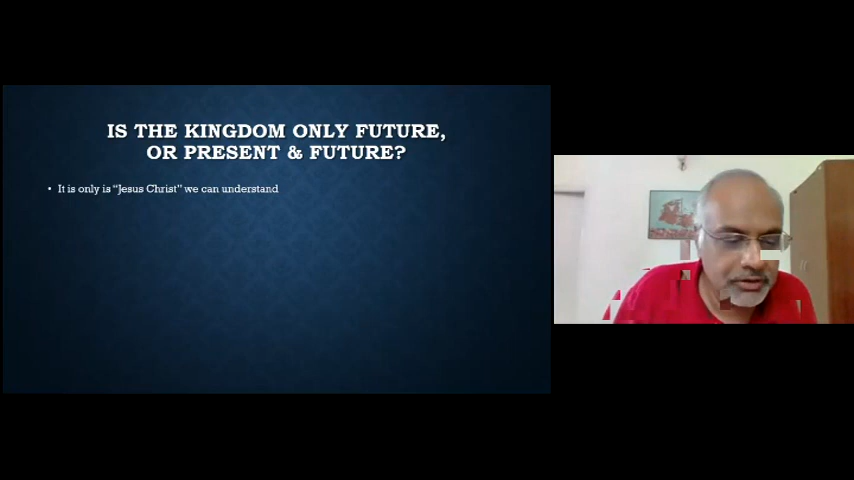 IS THE KINGDOM ONLY FUTURE,
OR PRESENT & FUTURE?
• It is only is “Jesus Christ” we can understand